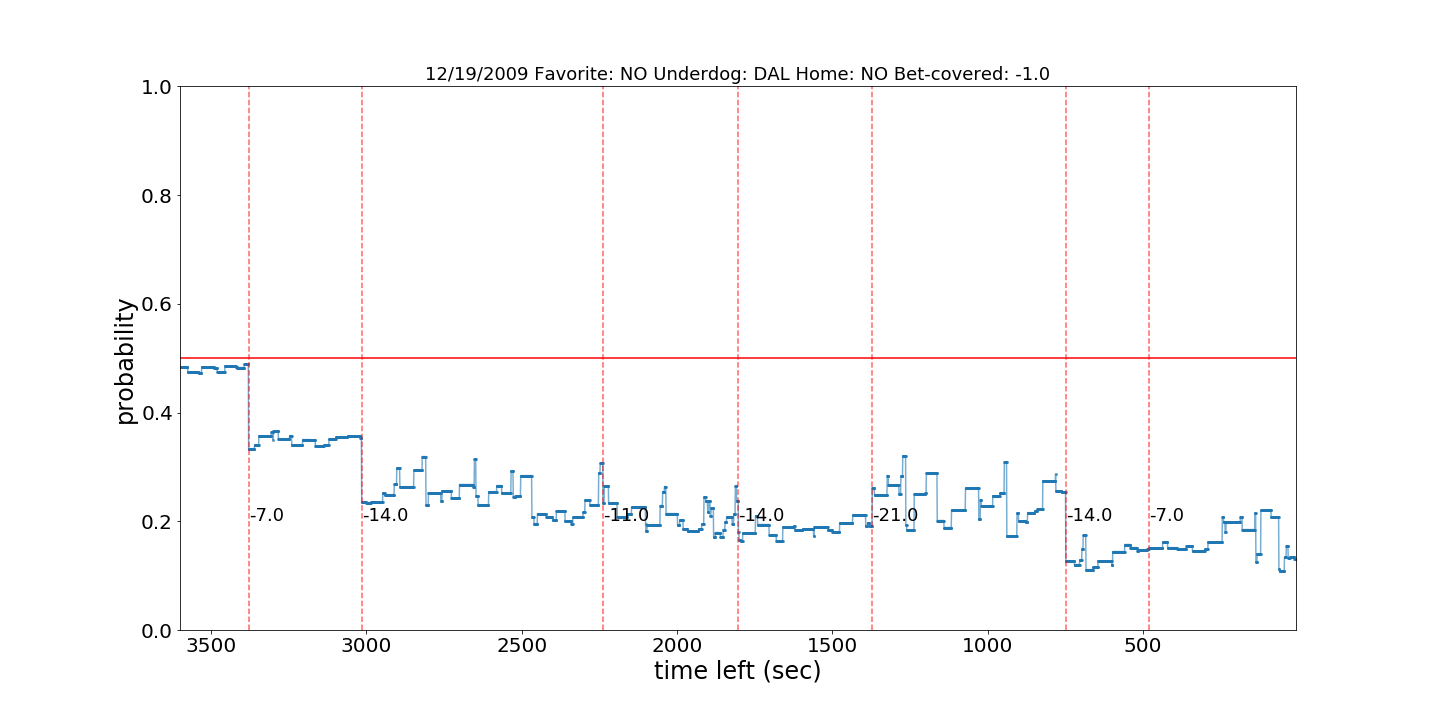 12/19/2009 Favorite: NO Underdog: DAL Home: NO Bet-covered: -1.0
1.0
0.8
0.6
0.4
0.2
0.0
probability
-7.0 -14.0 -11.0 -14.0 -21.0 -14.0 -7.0
3500 3000 2500 2000 1500 1000 500
time left (sec)